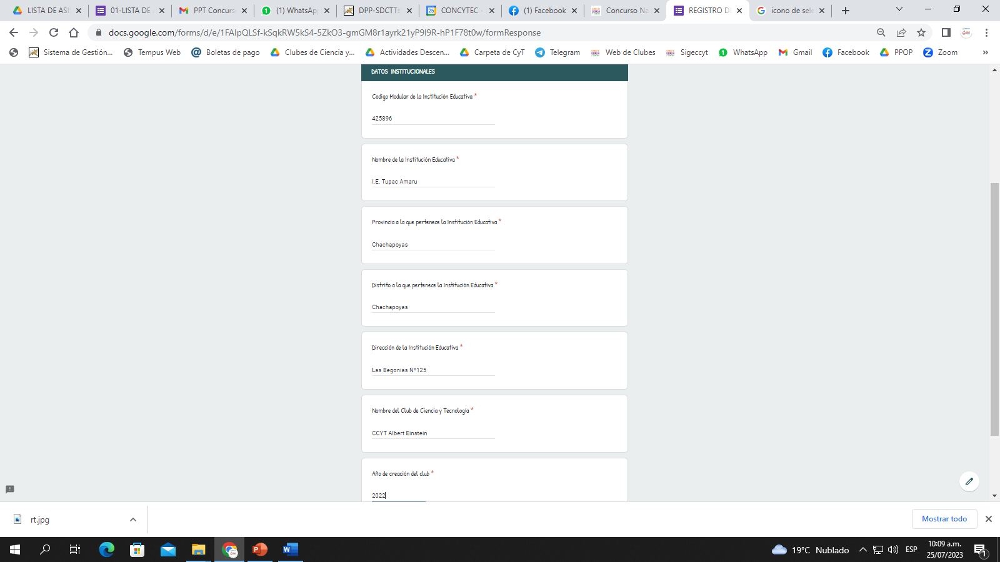 LISTA DE ASI
01-LISTA DE
PPT Concurs
(1) WhatsApp
DPP-SDCTT:
CONCYTEC -
(1) Facebook
Concurso Na
REGISTRO D
icono de sele
docs.google.com/forms/d/e/1FAIpQLSf-kSqkRW5kS4-5ZkO3-gmGM8r1ayrk21yP9I9R-hP1F78t0w/formResponse
Sistema de Gestión...
Tempus Web
Boletas de pago
Clubes de Ciencia y...
Actividades Descen...
Carpeta de CyT
Telegram
Web de Clubes
Sigeccyt
WhatsApp
Gmail
Facebook
PPOP
Zoom
»
DATOS INSTITUCIONALES
Codigo Modular de la Institución Educativa *
425896
Nombre de la Institución Educativa *
I.E. Tupac Amaru
Provincia a la que pertenece la Institución Educativa *
Chachapoyas
Distrito a la que pertenece la Institución Educativa *
Chachapoyas
Dirección de la Institución Educativa *
Las Begonias Nº125
Nombre del Club de Ciencia y Tecnología *
CCYT Albert Einstein
Año de creación del club *
2022
rt.jpg
Mostrar todo
19°C Nublado
ESP
10:09 a.m.
25/07/2023
1